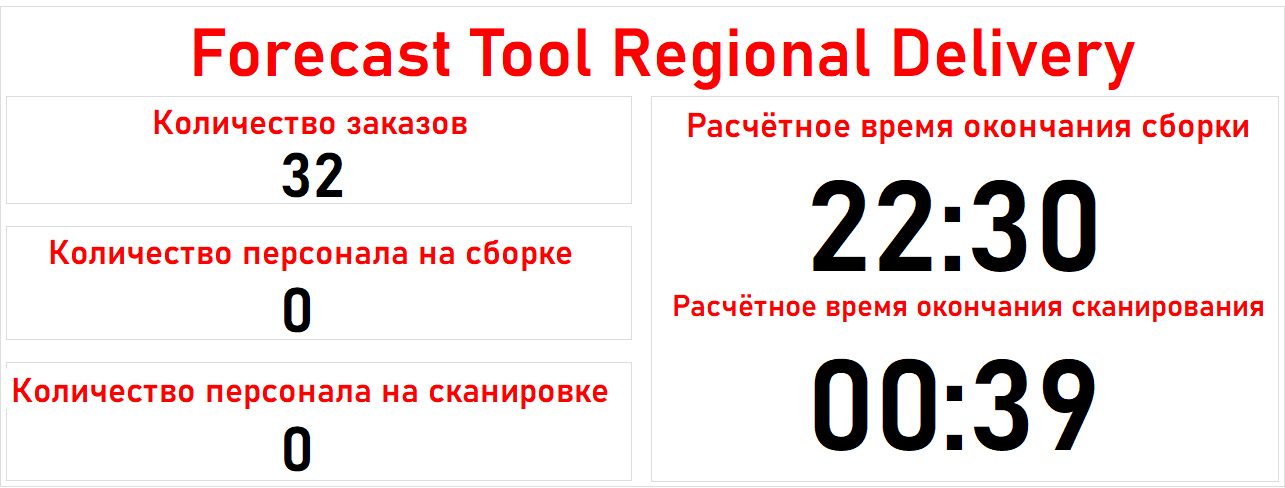 Forecast Tool Regional Delivery
Количество заказов
32
Количество персонала на сборке
0
Количество персонала на сканировке
0
Расчётное время окончания сборки
22:30
Расчётное время окончания сканирования
00:39